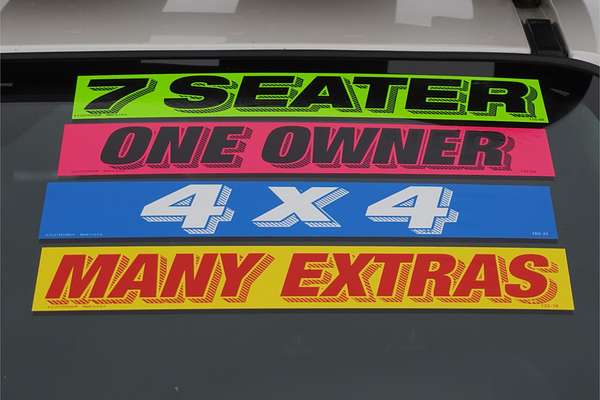 7 SEATER
ONE OWNER
4 X 4
MANY EXTRAS